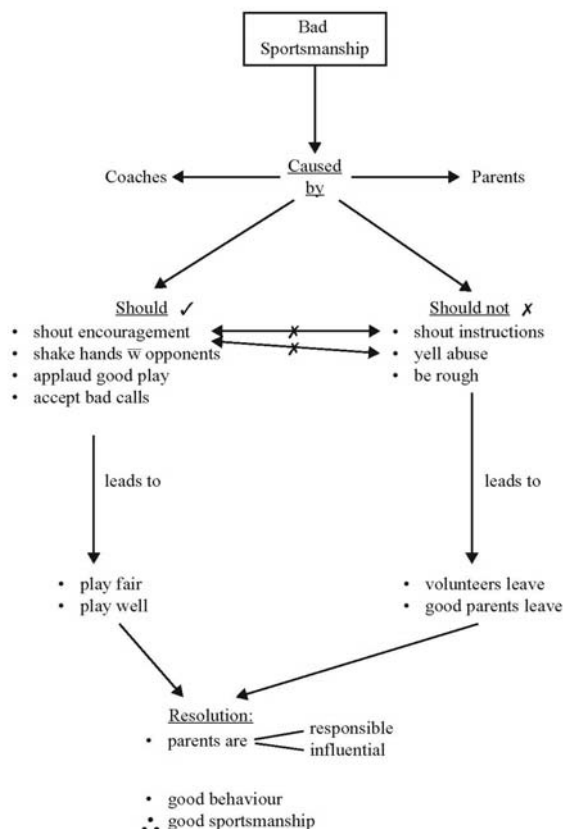 Bad
Sportsmanship
Coaches
Caused
by
Parents
Should ✓
• shout encouragement
• shake hands w̅ opponents
• applaud good play
• accept bad calls
Should not ✗
• shout instructions
• yell abuse
• be rough
✗
✗
leads to
leads to
• play fair
• play well
• volunteers leave
• good parents leave
Resolution:
• parents are
responsible
influential
• good behaviour
∴ good sportsmanship